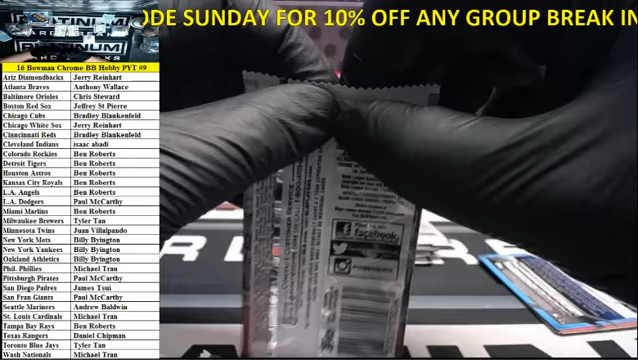 ODE SUNDAY FOR 10% OFF ANY GROUP BREAK IN
PLATINUM
16 Bowman Chrome BB Hobby PYT #9
Ariz Diamondbacks Jerry Reinhart
Atlanta Braves Anthony Wallace
Baltimore Orioles Chris Steward
Boston Red Sox Jeffrey St Pierre
Chicago Cubs Bradley Blankenfeld
Chicago White Sox Jerry Reinhart
Cinncinnati Reds Bradley Blankenfeld
Cleveland Indians isaac abadi
Colorado Rockies Ben Roberts
Detroit Tigers Ben Roberts
Houston Astros Ben Roberts
Kansas City Royals Ben Roberts
L.A. Angels Ben Roberts
L.A. Dodgers Paul McCarthy
Miami Marlins Ben Roberts
Milwaukee Brewers Tyler Tan
Minnesota Twins Juan Villalpando
New York Mets Billy Byington
New York Yankees Billy Byington
Oakland Athletics Billy Byington
Phil. Phillies Michael Tran
Pittsburgh Pirates Paul McCarthy
San Diego Padres James Tsui
San Fran Giants Paul McCarthy
Seattle Mariners Andrew Baldwin
St. Louis Cardinals Michael Tran
Tampa Bay Rays Ben Roberts
Texas Rangers Daniel Chipman
Toronto Blue Jays Tyler Tan
Wash Nationals Michael Tran
facebook